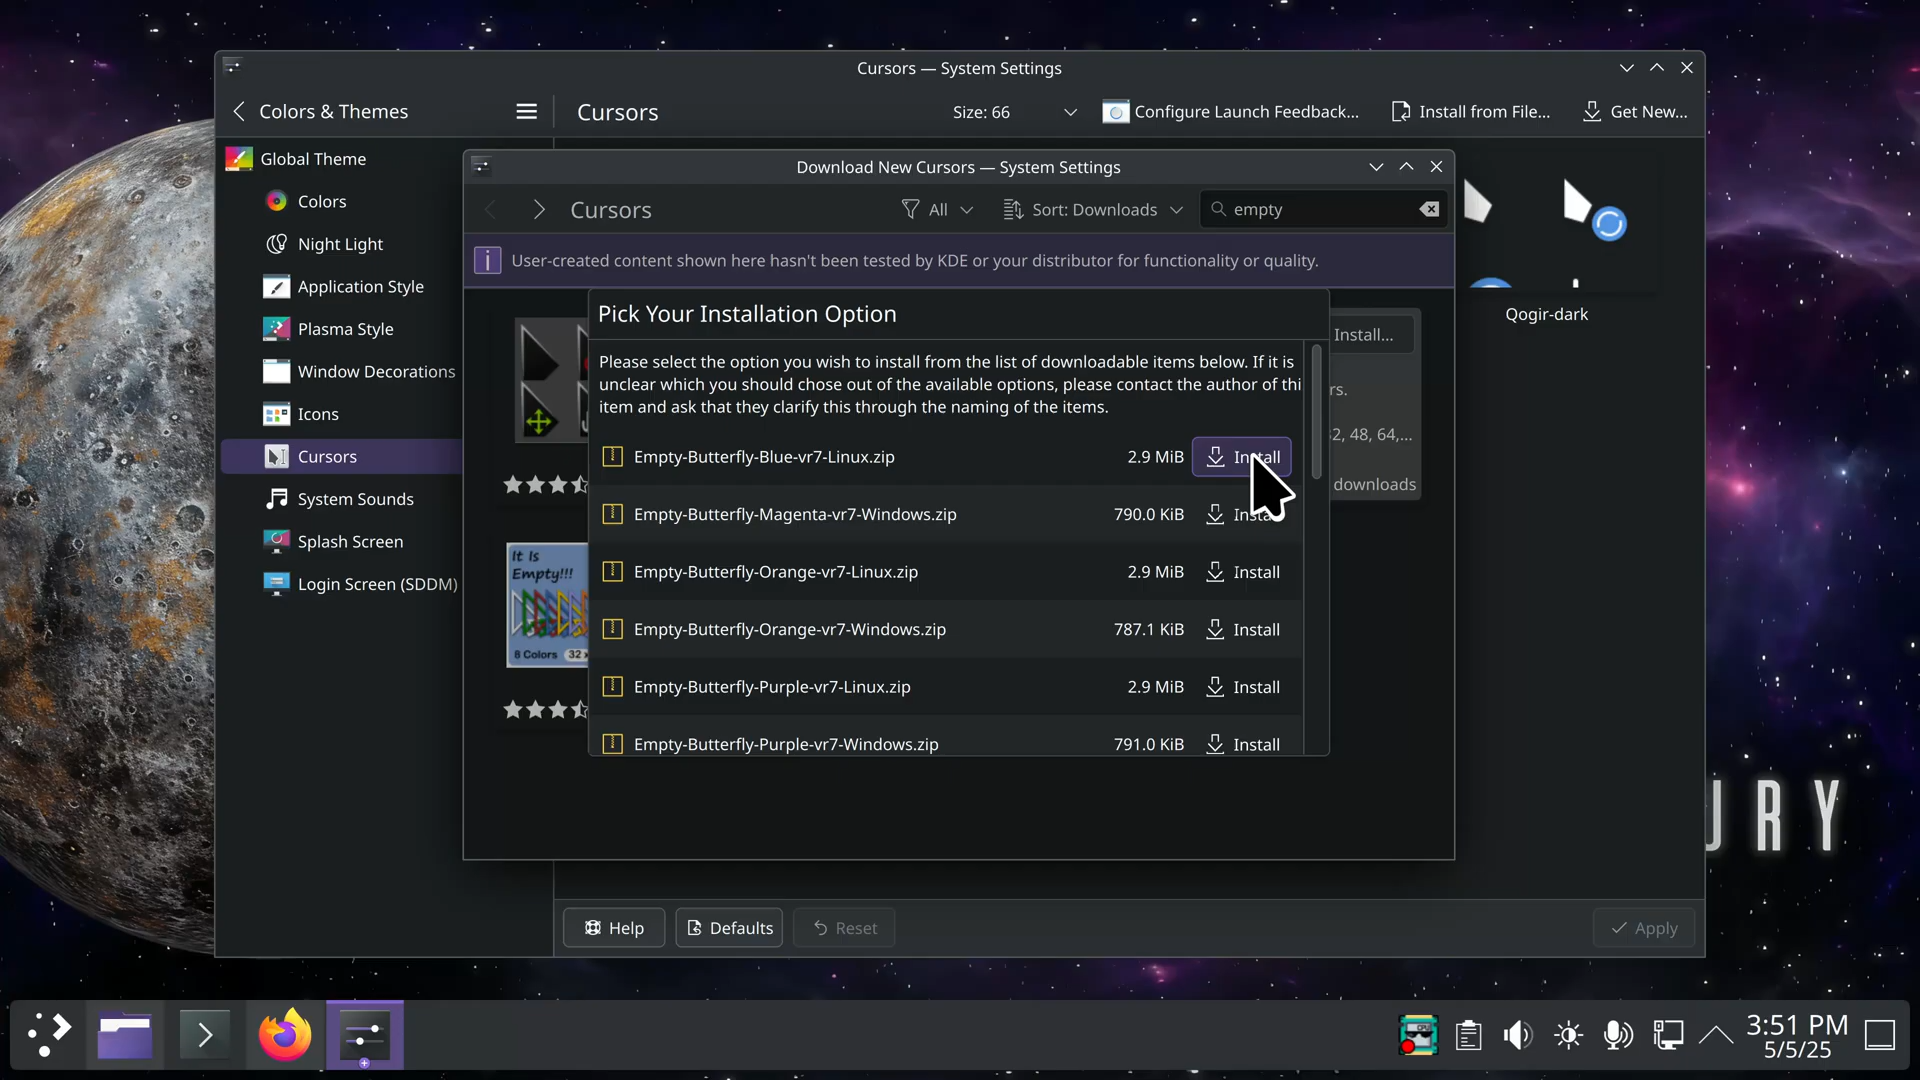 Cursors — System Settings
Colors & Themes
Cursors
Size: 66
Configure Launch Feedback...
Install from File...
Get New...
Global Theme
Colors
Night Light
Application Style
Plasma Style
Window Decorations
Icons
Cursors
System Sounds
Splash Screen
Login Screen (SDDM)
Download New Cursors — System Settings
Cursors
All
Sort: Downloads
empty
User-created content shown here hasn't been tested by KDE or your distributor for functionality or quality.
Qogir-dark
Pick Your Installation Option
Install...
Please select the option you wish to install from the list of downloadable items below. If it is
unclear which you should chose out of the available options, please contact the author of thi
item and ask that they clarify this through the naming of the items.
rs.
2, 48, 64,...
downloads
Empty-Butterfly-Blue-vr7-Linux.zip 2.9 MiB Install
Empty-Butterfly-Magenta-vr7-Windows.zip 790.0 KiB Install
Empty-Butterfly-Orange-vr7-Linux.zip 2.9 MiB Install
Empty-Butterfly-Orange-vr7-Windows.zip 787.1 KiB Install
Empty-Butterfly-Purple-vr7-Linux.zip 2.9 MiB Install
Empty-Butterfly-Purple-vr7-Windows.zip 791.0 KiB Install
It Is
Empty!!!
8 Colors 32x
URY
Help
Defaults
Reset
Apply
3:51 PM
5/5/25